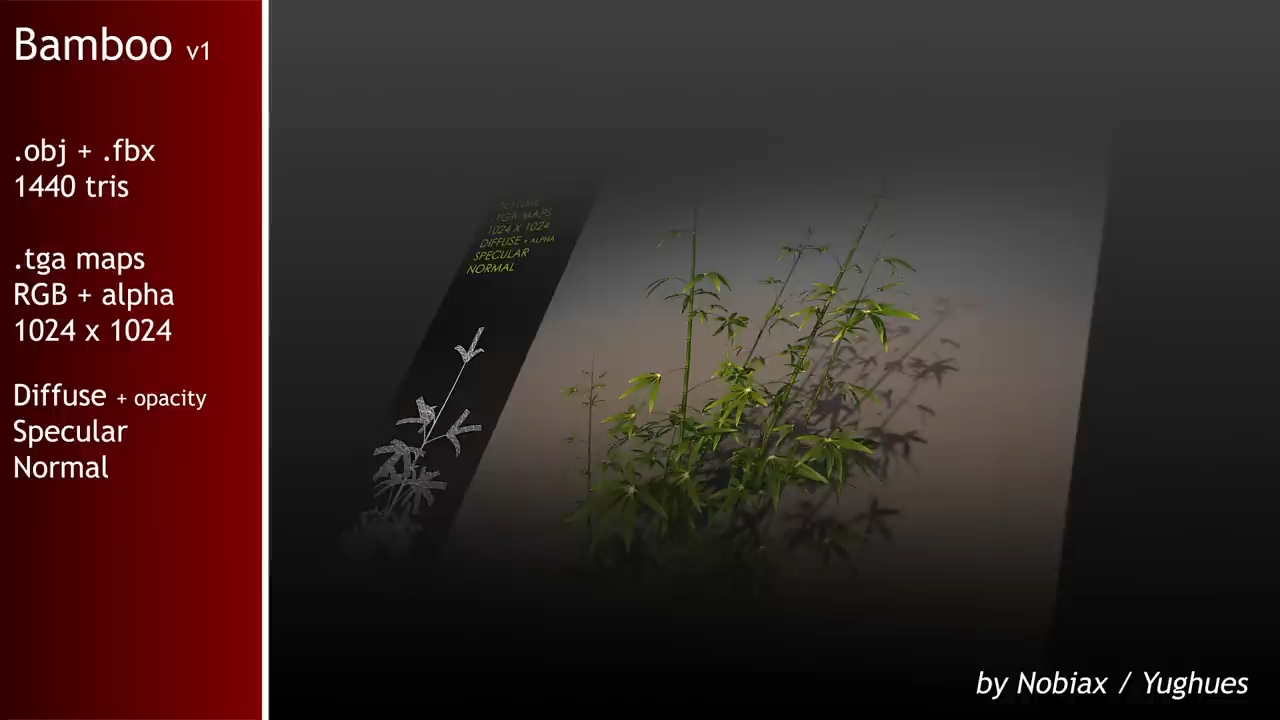 Bamboo v1
.obj + .fbx
1440 tris
.tga maps
RGB + alpha
1024 x 1024
Diffuse + opacity
Specular
Normal
.TGA MAPS
1024 X 1024
DIFFUSE + ALPHA
SPECULAR
NORMAL
by Nobiax / Yughues